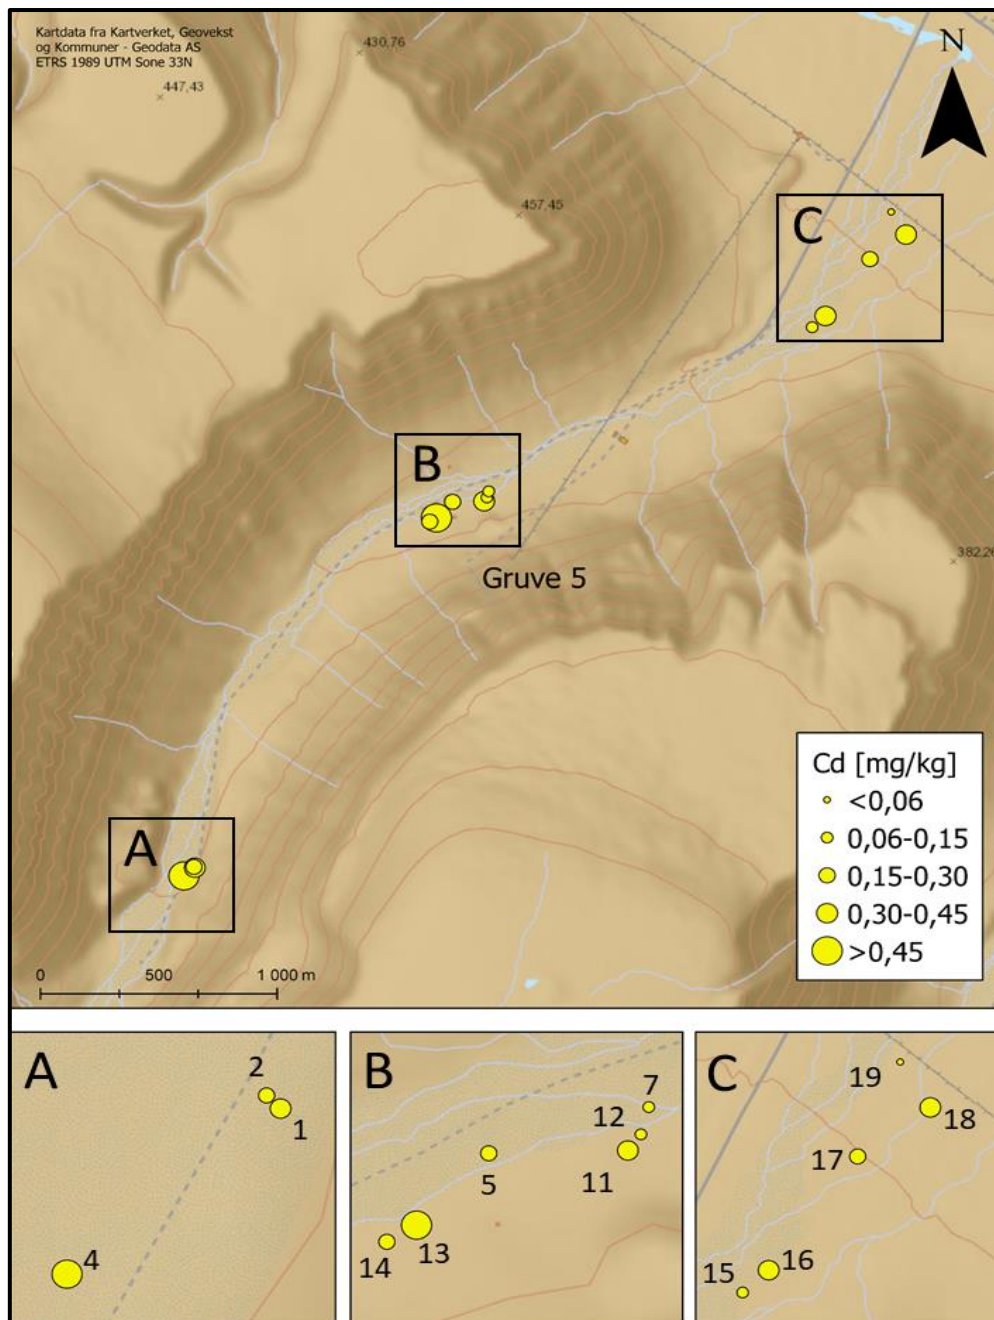 Kartdata fra Kartverket, Geovekst
og Kommuner - Geodata AS
ETRS 1989 UTM Sone 33N
430,76
447,43
N
457,45
C
B
382,26
Gruve 5
A
Cd [mg/kg]
<0,06
0,06-0,15
0,15-0,30
0,30-0,45
>0,45
0 500 1 000 m
A
2
1
4
B
7
12
11
5
13
14
C
19
18
17
16
15